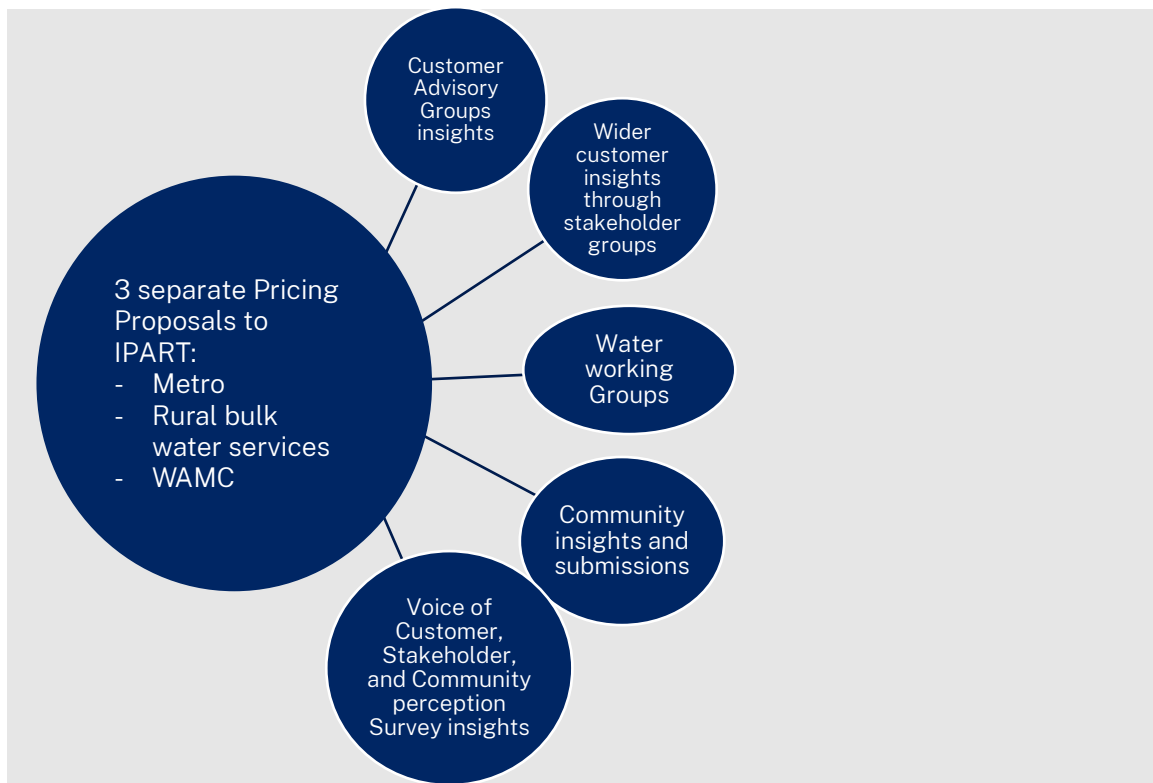 Customer
Advisory
Groups
insights
Wider
customer
insights
through
stakeholder
groups
3 separate Pricing
Proposals to
IPART:
- Metro
- Rural bulk
water services
- WAMC
Water
working
Groups
Community
insights and
submissions
Voice of
Customer,
Stakeholder,
and Community
perception
Survey insights